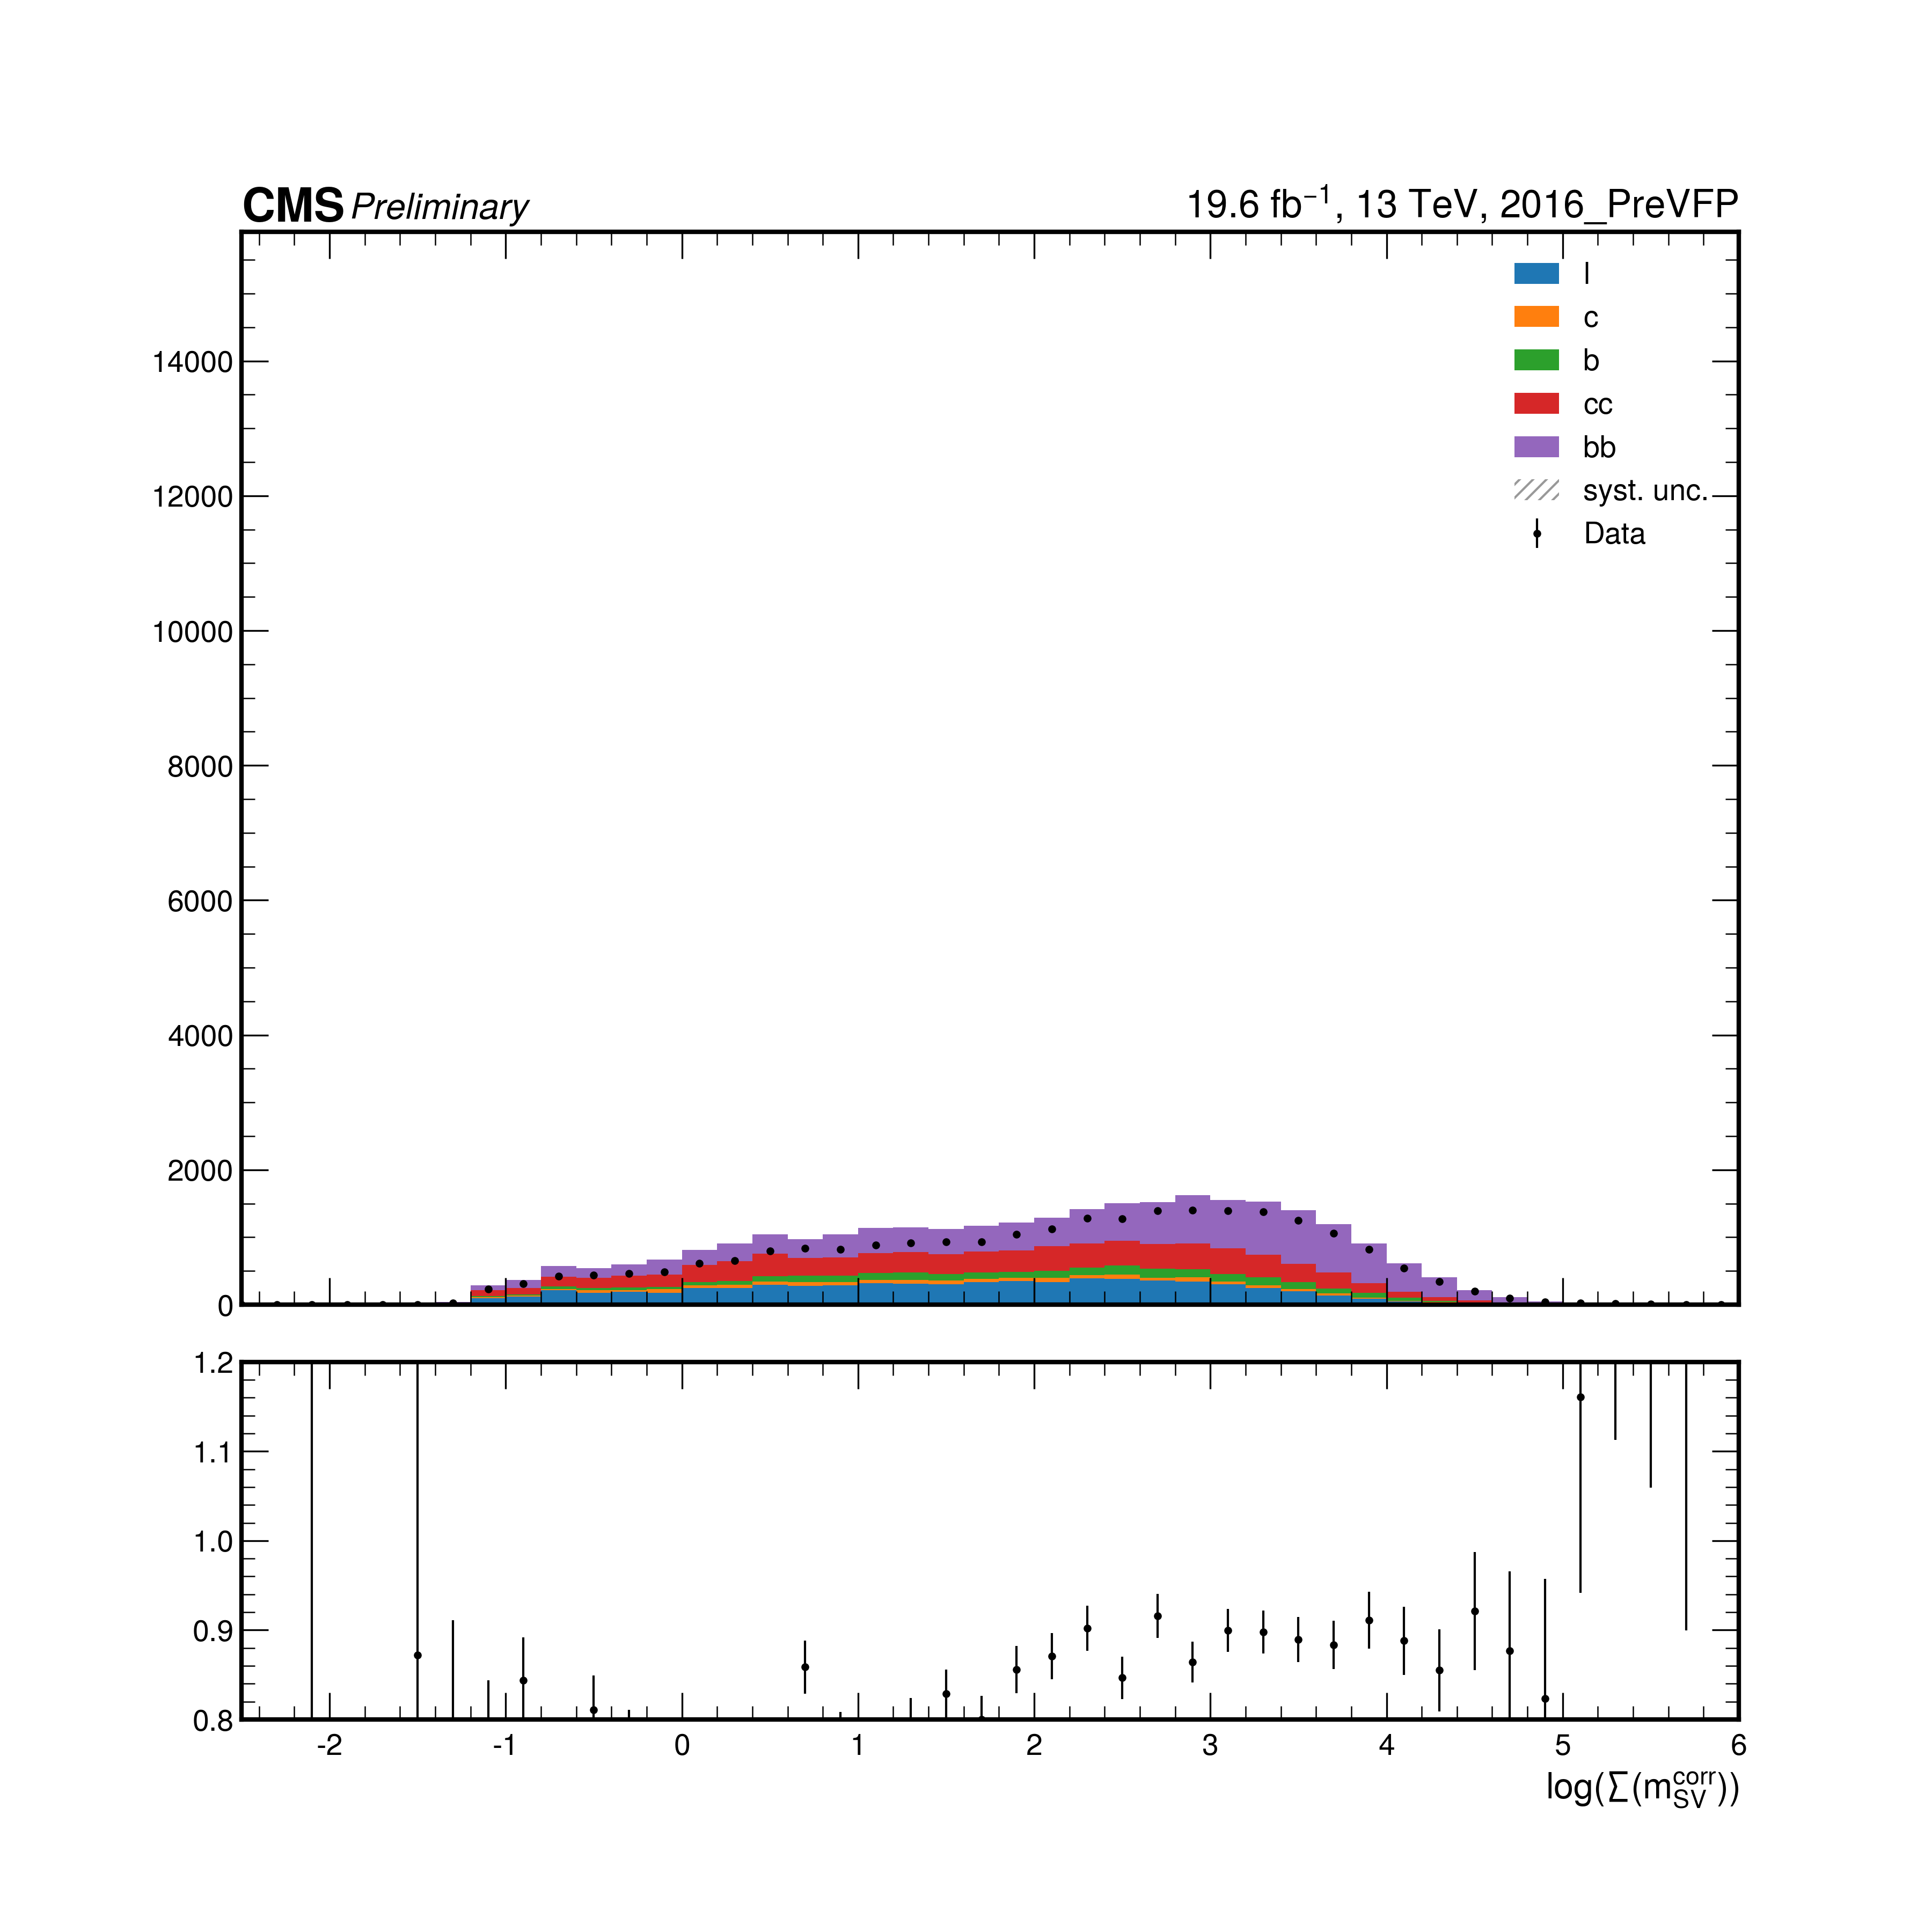 CMS Preliminary
19.6 fb⁻¹, 13 TeV, 2016_PreVFP
l
c
b
cc
bb
syst. unc.
Data
14000
12000
10000
8000
6000
4000
2000
0
1.2
1.1
1.0
0.9
0.8
-2 -1 0 1 2 3 4 5 6
log(Σ(m_SV^corr))